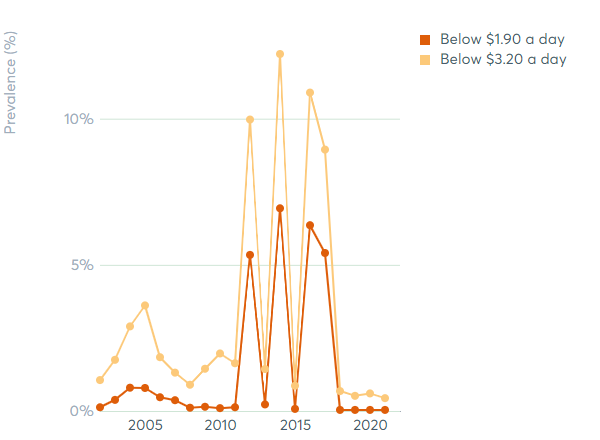 Prevalence (%)
Below $1.90 a day
Below $3.20 a day
10%
5%
0%
2005 2010 2015 2020